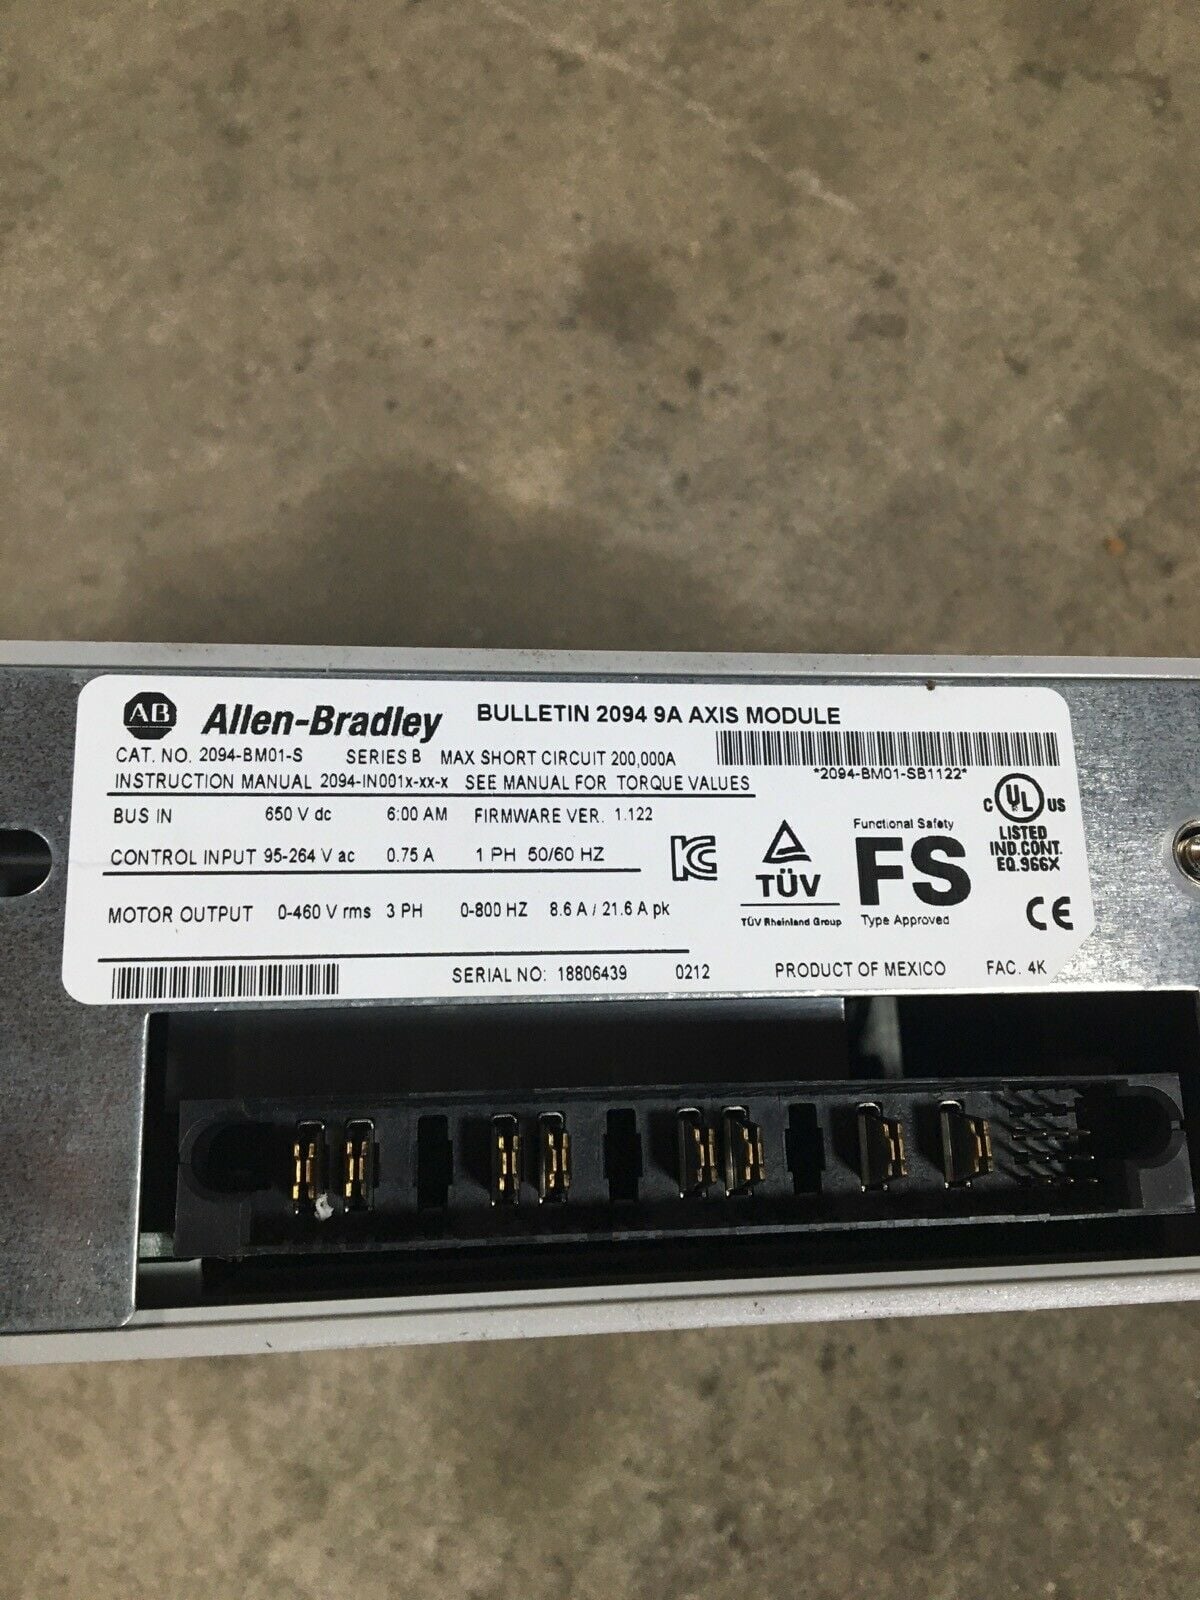 AB Allen-Bradley BULLETIN 2094 9A AXIS MODULE
CAT. NO. 2094-BM01-S SERIES B MAX SHORT CIRCUIT 200,000A
*2094-BM01-SB1122*
INSTRUCTION MANUAL 2094-IN001x-xx-x SEE MANUAL FOR TORQUE VALUES
BUS IN 650 V dc 6:00 AM FIRMWARE VER. 1.122
CONTROL INPUT 95-264 V ac 0.75 A 1 PH 50/60 HZ
MOTOR OUTPUT 0-460 V rms 3 PH 0-800 HZ 8.6 A / 21.6 A pk
KC
TÜV
TÜV Rheinland Group
Functional Safety
FS
Type Approved
C UL US
LISTED
IND.CONT.
EQ.966X
CE
SERIAL NO: 18806439 0212 PRODUCT OF MEXICO FAC. 4K